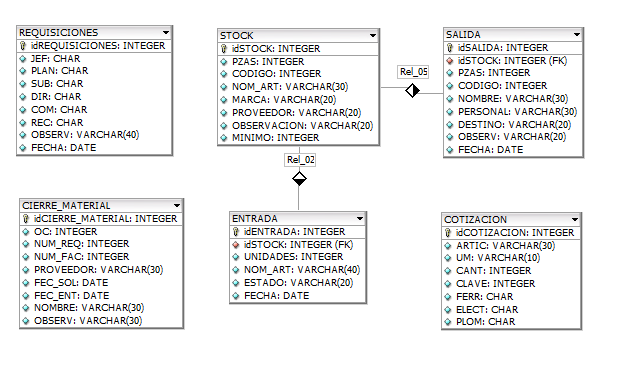 REQUISICIONES
idREQUISICIONES: INTEGER
JEF: CHAR
PLAN: CHAR
SUB: CHAR
DIR: CHAR
COM: CHAR
REC: CHAR
OBSERV: VARCHAR(40)
FECHA: DATE
STOCK
idSTOCK: INTEGER
PZAS: INTEGER
CODIGO: INTEGER
NOM_ART: VARCHAR(30)
MARCA: VARCHAR(20)
PROVEEDOR: VARCHAR(20)
OBSERVACION: VARCHAR(20)
MINIMO: INTEGER
Rel_05
SALIDA
idSALIDA: INTEGER
idSTOCK: INTEGER (FK)
PZAS: INTEGER
CODIGO: INTEGER
NOMBRE: VARCHAR(30)
PERSONAL: VARCHAR(30)
DESTINO: VARCHAR(20)
OBSERV: VARCHAR(20)
FECHA: DATE
Rel_02
CIERRE_MATERIAL
idCIERRE_MATERIAL: INTEGER
OC: INTEGER
NUM_REQ: INTEGER
NUM_FAC: INTEGER
PROVEEDOR: VARCHAR(30)
FEC_SOL: DATE
FEC_ENT: DATE
NOMBRE: VARCHAR(30)
OBSERV: VARCHAR(30)
ENTRADA
idENTRADA: INTEGER
idSTOCK: INTEGER (FK)
UNIDADES: INTEGER
NOM_ART: VARCHAR(40)
ESTADO: VARCHAR(20)
FECHA: DATE
COTIZACION
idCOTIZACION: INTEGER
ARTIC: VARCHAR(30)
UM: VARCHAR(10)
CANT: INTEGER
CLAVE: INTEGER
FERR: CHAR
ELECT: CHAR
PLOM: CHAR